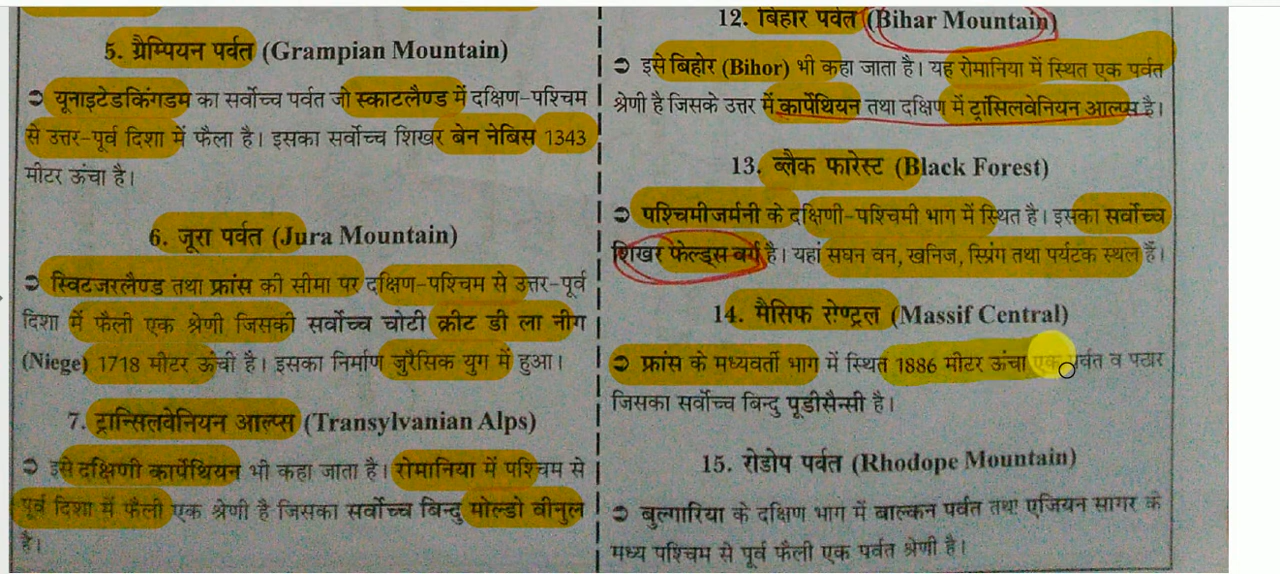 5. ग्रैम्पियन पर्वत (Grampian Mountain)
➲ यूनाइटेडकिंगडम का सर्वोच्च पर्वत जो स्काटलैण्ड में दक्षिण-पश्चिम
से उत्तर-पूर्व दिशा में फैला है। इसका सर्वोच्च शिखर बेन नेबिस 1343
मीटर ऊंचा है।
6. जूरा पर्वत (Jura Mountain)
➲ स्विटजरलैण्ड तथा फ्रांस की सीमा पर दक्षिण-पश्चिम से उत्तर-पूर्व
दिशा में फैली एक श्रेणी जिसकी सर्वोच्च चोटी क्रीट डी ला नीग
(Niege) 1718 मीटर ऊंची है। इसका निर्माण जुरैसिक युग में हुआ।
7. ट्रान्सिलवेनियन आल्प्स (Transylvanian Alps)
➲ इसे दक्षिणी कार्पेथियन भी कहा जाता है। रोमानिया में पश्चिम से
पूर्व दिशा में फैली एक श्रेणी है जिसका सर्वोच्च बिन्दु मोल्डो वीनुल
है।
12. बिहार पर्वत (Bihar Mountain)
➲ इसे बिहोर (Bihor) भी कहा जाता है। यह रोमानिया में स्थित एक पर्वत
श्रेणी है जिसके उत्तर में कार्पेथियन तथा दक्षिण में ट्रांसिलवेनियन आल्प्स है।
13. ब्लैक फारेस्ट (Black Forest)
➲ पश्चिमीजर्मनी के दक्षिणी-पश्चिमी भाग में स्थित है। इसका सर्वोच्च
शिखर फेल्ड्स वर्ग है। यहां सघन वन, खनिज, स्प्रिंग तथा पर्यटक स्थल हैं।
14. मैसिफ सेण्ट्रल (Massif Central)
➲ फ्रांस के मध्यवर्ती भाग में स्थित 1886 मीटर ऊंचा एक पर्वत व पठार
जिसका सर्वोच्च बिन्दु पूडीसैन्सी है।
15. रोडोप पर्वत (Rhodope Mountain)
➲ बुल्गारिया के दक्षिण भाग में बाल्कन पर्वत तथा एजियन सागर के
मध्य पश्चिम से पूर्व फैली एक पर्वत श्रेणी है।